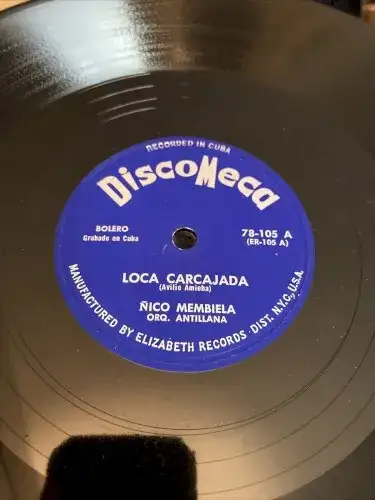 RECORDED IN CUBA
DiscoMeca
BOLERO
Grabado en Cuba
78-105 A
(ER-105 A)
LOCA CARCAJADA
(Avilio Amieba)
ÑICO MEMBIELA
ORQ. ANTILLANA
MANUFACTURED BY ELIZABETH RECORDS - DIST. N.Y.C., U.S.A.